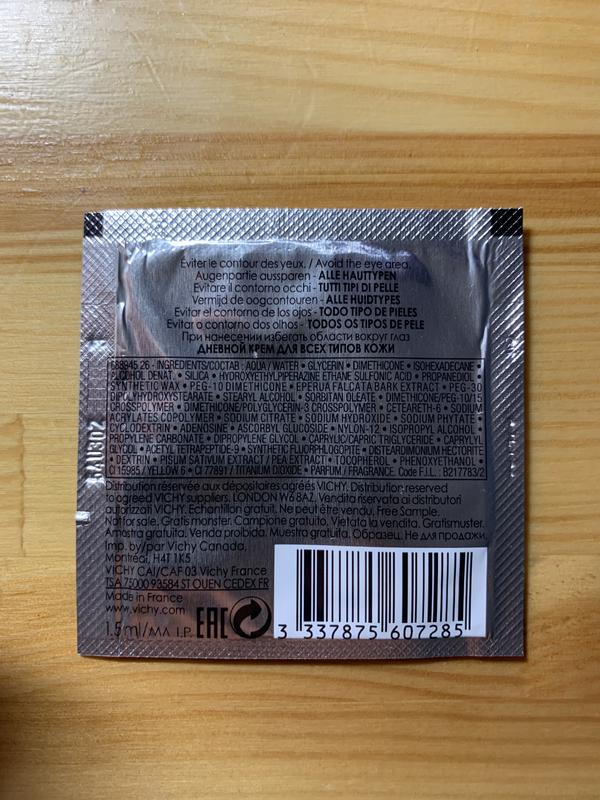 Éviter le contour des yeux. / Avoid the eye area.
Augenpartie aussparen - ALLE HAUTTYPEN
Evitare il contorno occhi - TUTTI TIPI DI PELLE
Vermijd de oogcontouren - ALLE HUIDTYPES
Evitar el contorno de los ojos - TODO TIPO DE PIELES
Evitar o contorno dos olhos - TODOS OS TIPOS DE PELE
При нанесении избегать области вокруг глаз
ДНЕВНОЙ КРЕМ ДЛЯ ВСЕХ ТИПОВ КОЖИ
688945 26 - INGREDIENTS/СОСТАВ : AQUA / WATER • GLYCERIN • DIMETHICONE • ISOHEXADECANE •
ALCOHOL DENAT. • SILICA • HYDROXYETHYLPIPERAZINE ETHANE SULFONIC ACID • PROPANEDIOL •
SYNTHETIC WAX • PEG-10 DIMETHICONE • EPERUA FALCATA BARK EXTRACT • PEG-30
DIPOLYHYDROXYSTEARATE • STEARYL ALCOHOL • SORBITAN OLEATE • DIMETHICONE/PEG-10/15
CROSSPOLYMER • DIMETHICONE/POLYGLYCERIN-3 CROSSPOLYMER • CETEARETH-6 • SODIUM
ACRYLATES COPOLYMER • SODIUM CITRATE • SODIUM HYDROXIDE • SODIUM PHYTATE •
CYCLODEXTRIN • ADENOSINE • ASCORBYL GLUCOSIDE • NYLON-12 • ISOPROPYL ALCOHOL •
PROPYLENE CARBONATE • DIPROPYLENE GLYCOL • CAPRYLIC/CAPRIC TRIGLYCERIDE • CAPRYLYL
GLYCOL • ACETYL TETRAPEPTIDE-9 • SYNTHETIC FLUORPHLOGOPITE • DISTEARDIMONIUM HECTORITE
• DEXTRIN • PISUM SATIVUM EXTRACT / PEA EXTRACT • TOCOPHEROL • PHENOXYETHANOL •
CI 15985 / YELLOW 6 • CI 77891 / TITANIUM DIOXIDE • PARFUM / FRAGRANCE. Code F.I.L. : B217783/2
Distribution réservée aux dépositaires agréés VICHY. Distribution reserved
to agreed VICHY suppliers. LONDON W6 8AZ. Vendita riservata ai distributori
autorizzati VICHY. Echantillon gratuit. Ne peut être vendu. Free Sample.
Not for sale. Gratis monster. Campione gratuito. Vietata la vendita. Gratismuster.
Amostra gratuita. Venda proibida. Muestra gratuita. Образец. Не для продажи.
Imp. by/par Vichy Canada,
Montréal, H4T 1K5
VICHY CAI/CAF 03 Vichy France
TSA 75000 93584 ST OUEN CEDEX FR
Made in France
www.vichy.com
1.5ml/мл I.P. EAC
3 337875 607285